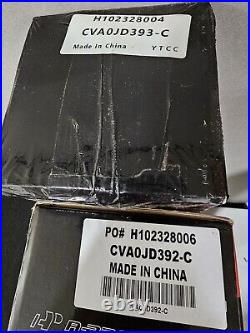 H102328004
CVA0JD393-C
Made in China YTCC
PO# H102328006
CVA0JD392-C
MADE IN CHINA